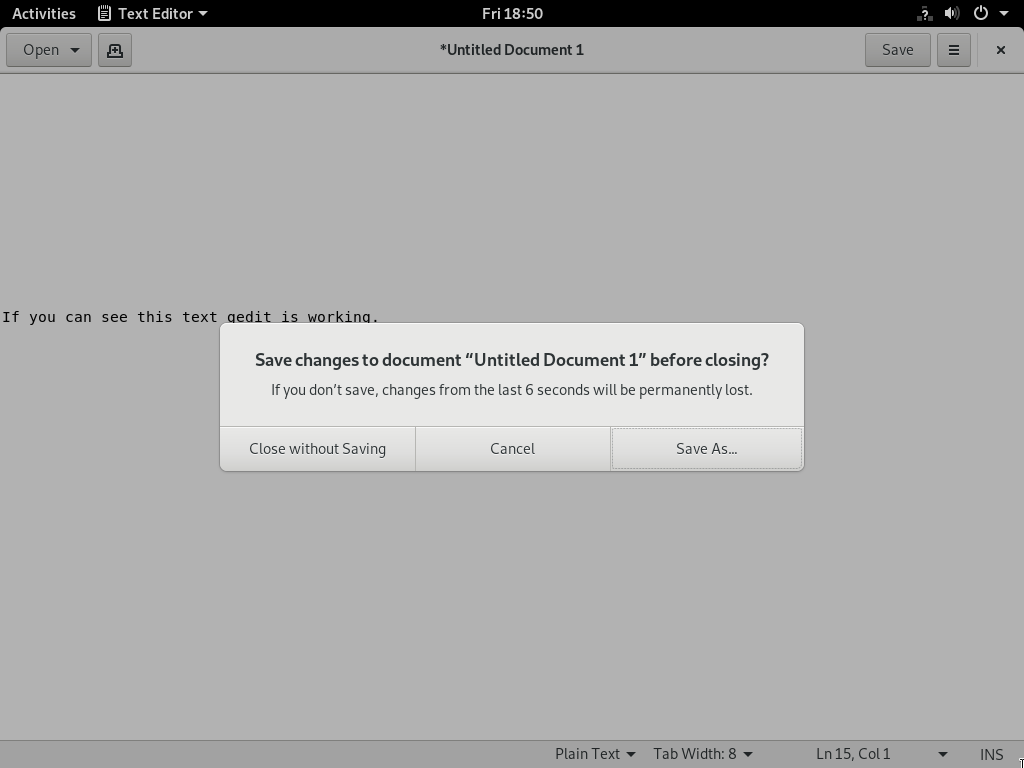 Activities Text Editor Fri 18:50
Open *Untitled Document 1 Save
If you can see this text gedit is working.
Save changes to document “Untitled Document 1” before closing?
If you don’t save, changes from the last 6 seconds will be permanently lost.
Close without Saving Cancel Save As...
Plain Text Tab Width: 8 Ln 15, Col 1 INS